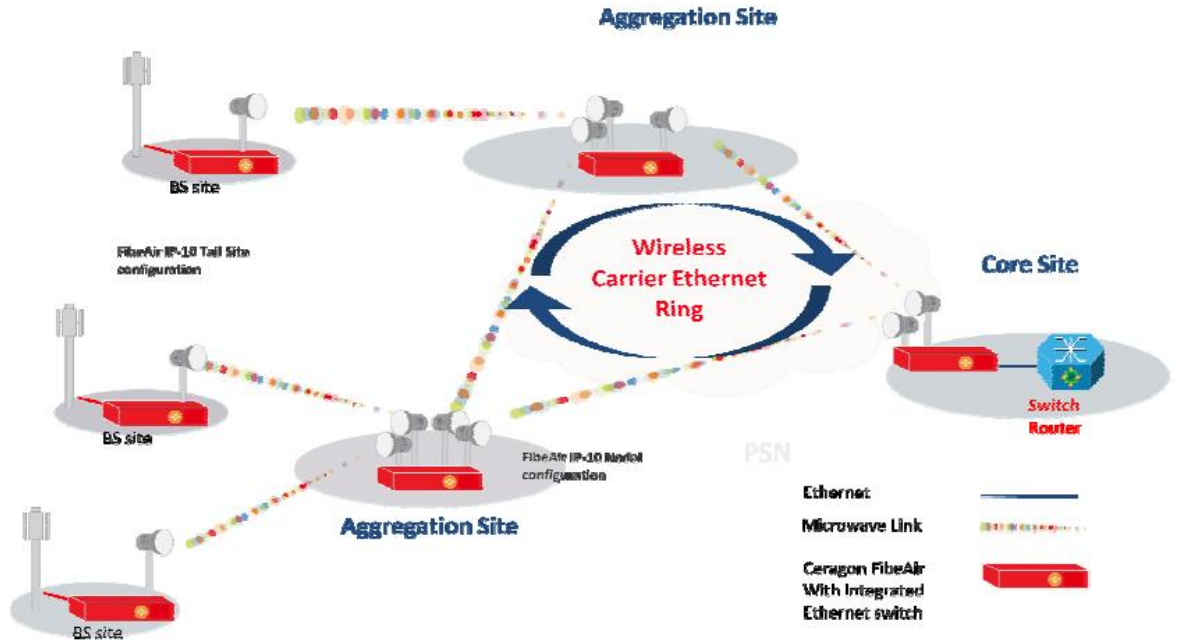 Aggregation Site
BS site
FibeAir IP-10 Tail Site
configuration
Wireless
Carrier Ethernet
Ring
Core Site
Switch
Router
BS site
FibeAir IP-10 Nodal
configuration
PSN
Aggregation Site
BS site
Ethernet
Microwave Link
Ceragon FibeAir
With Integrated
Ethernet switch